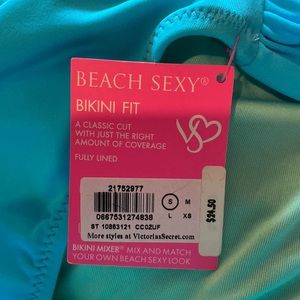 BEACH SEXY®
BIKINI FIT
A CLASSIC CUT
WITH JUST THE RIGHT
AMOUNT OF COVERAGE
FULLY LINED
21752977
0667531274838
S M
L XS
$24.50
ST 10863121 CC0ZUF
More styles at VictoriasSecret.com
BIKINI MIXER® MIX AND MATCH
YOUR OWN BEACH SEXY LOOK